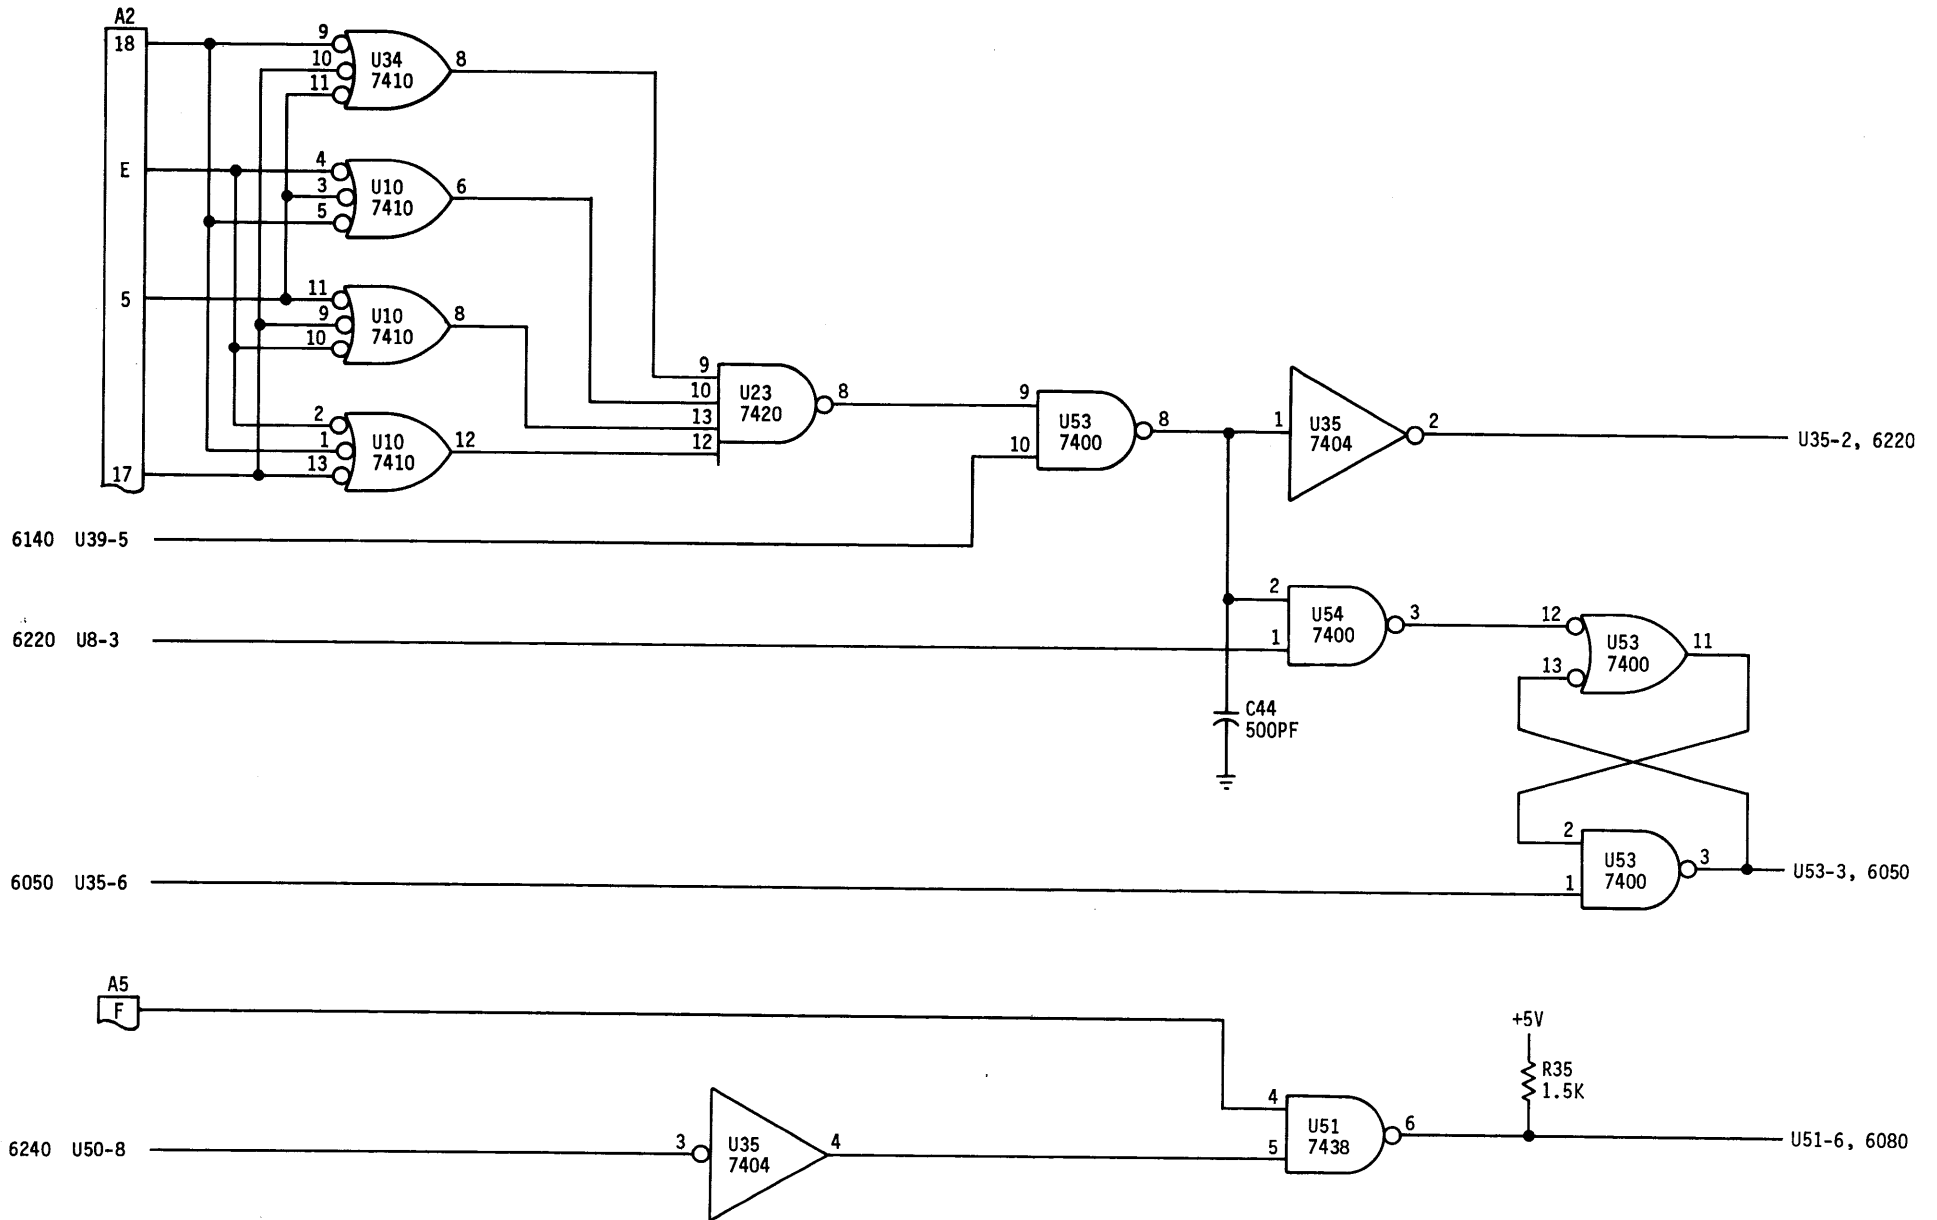 A2
18
9
10
11
U34
7410
8
E
4
3
5
U10
7410
6
5
11
9
10
U10
7410
8
2
1
13
U10
7410
12
17
9
10
13
12
U23
7420
8
9
10
U53
7400
8
1
U35
7404
2
U35-2, 6220
6140 U39-5
6220 U8-3
2
1
U54
7400
3
12
13
U53
7400
11
C44
500PF
6050 U35-6
2
1
U53
7400
3
U53-3, 6050
A5
F
+5V
R35
1.5K
6240 U50-8
3
U35
7404
4
4
5
U51
7438
6
U51-6, 6080